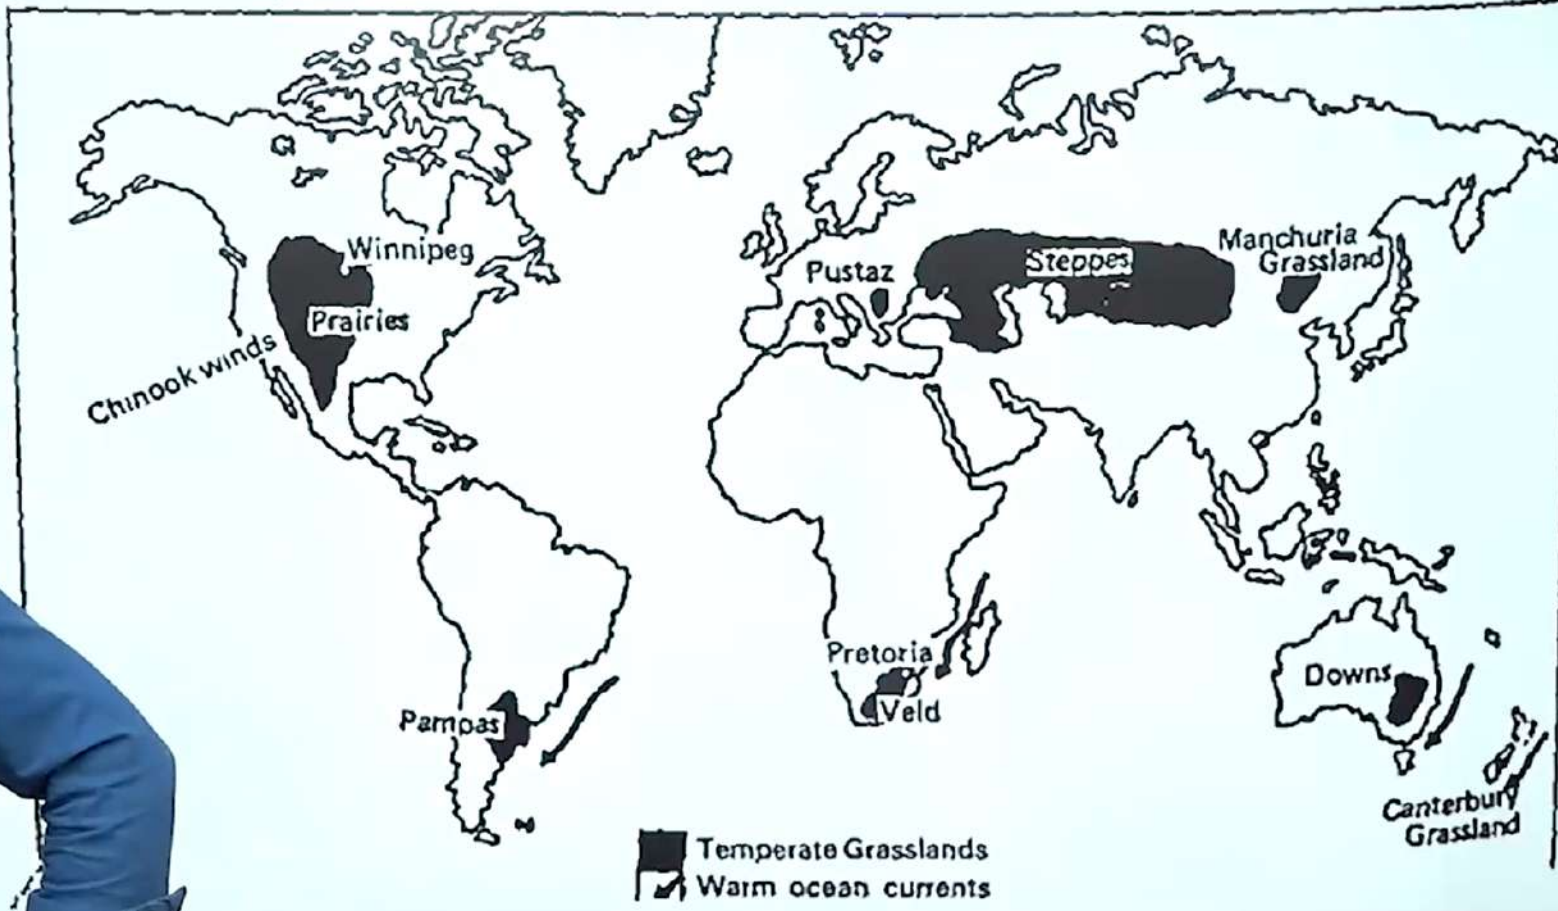 Winnipeg
Prairies
Chinook winds
Pustaz
Steppes
Manchuria
Grassland
Pampas
Pretoria
Veld
Downs
Canterbury
Grassland
Temperate Grasslands
Warm ocean currents